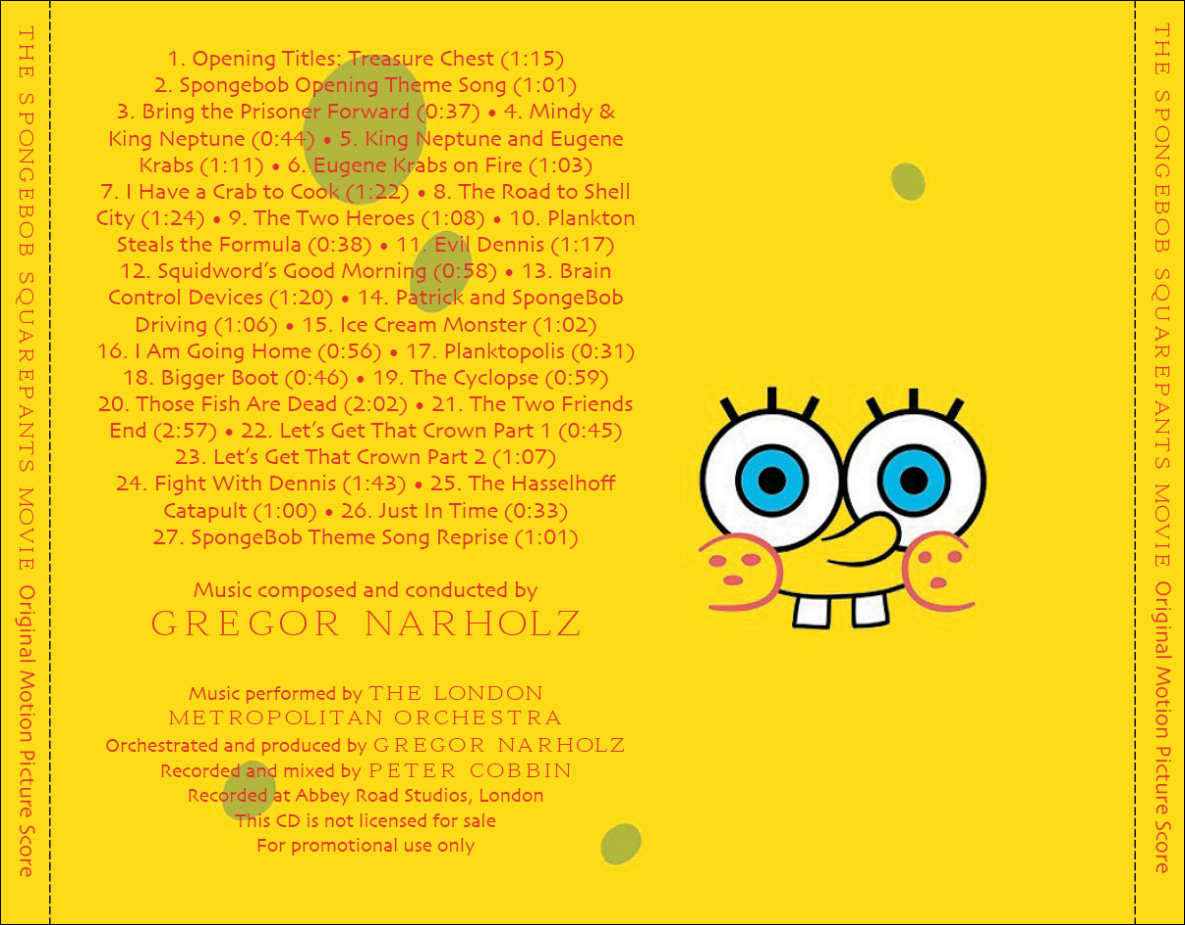 THE SPONGEBOB SQUAREPANTS MOVIE Original Motion Picture Score
1. Opening Titles: Treasure Chest (1:15)
2. Spongebob Opening Theme Song (1:01)
3. Bring the Prisoner Forward (0:37) • 4. Mindy &
King Neptune (0:44) • 5. King Neptune and Eugene
Krabs (1:11) • 6. Eugene Krabs on Fire (1:03)
7. I Have a Crab to Cook (1:22) • 8. The Road to Shell
City (1:24) • 9. The Two Heroes (1:08) • 10. Plankton
Steals the Formula (0:38) • 11. Evil Dennis (1:17)
12. Squidword's Good Morning (0:58) • 13. Brain
Control Devices (1:20) • 14. Patrick and SpongeBob
Driving (1:06) • 15. Ice Cream Monster (1:02)
16. I Am Going Home (0:56) • 17. Planktopolis (0:31)
18. Bigger Boot (0:46) • 19. The Cyclopse (0:59)
20. Those Fish Are Dead (2:02) • 21. The Two Friends
End (2:57) • 22. Let's Get That Crown Part 1 (0:45)
23. Let's Get That Crown Part 2 (1:07)
24. Fight With Dennis (1:43) • 25. The Hasselhoff
Catapult (1:00) • 26. Just In Time (0:33)
27. SpongeBob Theme Song Reprise (1:01)
Music composed and conducted by
GREGOR NARHOLZ
Music performed by THE LONDON
METROPOLITAN ORCHESTRA
Orchestrated and produced by GREGOR NARHOLZ
Recorded and mixed by PETER COBBIN
Recorded at Abbey Road Studios, London
This CD is not licensed for sale
For promotional use only
THE SPONGEBOB SQUAREPANTS MOVIE Original Motion Picture Score